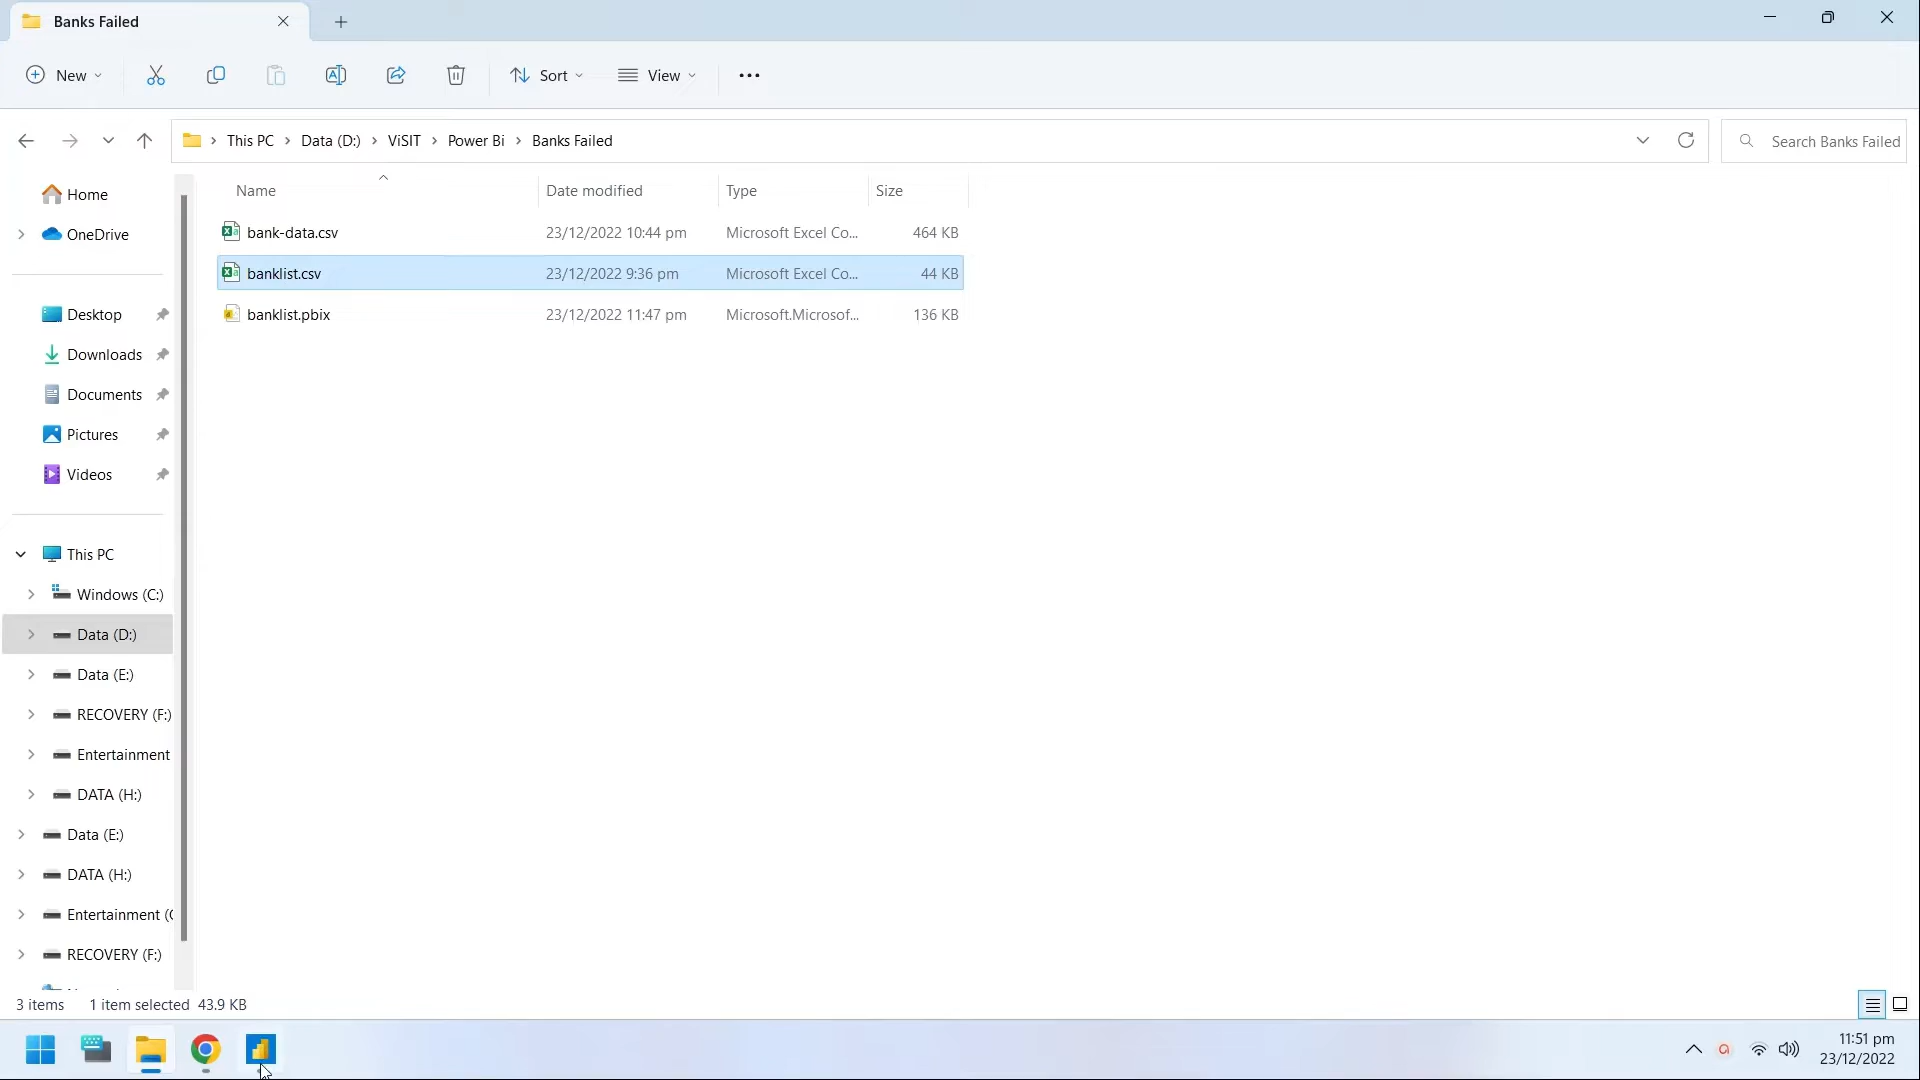 Banks Failed
New
Sort
View
This PC
Data (D:)
ViSIT
Power Bi
Banks Failed
Search Banks Failed
Name
Date modified
Type
Size
bank-data.csv
23/12/2022 10:44 pm
Microsoft Excel Co...
464 KB
banklist.csv
23/12/2022 9:36 pm
Microsoft Excel Co...
44 KB
banklist.pbix
23/12/2022 11:47 pm
Microsoft.Microsof...
136 KB
Home
OneDrive
Desktop
Downloads
Documents
Pictures
Videos
This PC
Windows (C:)
Data (D:)
Data (E:)
RECOVERY (F:)
Entertainment
DATA (H:)
Data (E:)
DATA (H:)
Entertainment (
RECOVERY (F:)
3 items
1 item selected 43.9 KB
11:51 pm
23/12/2022